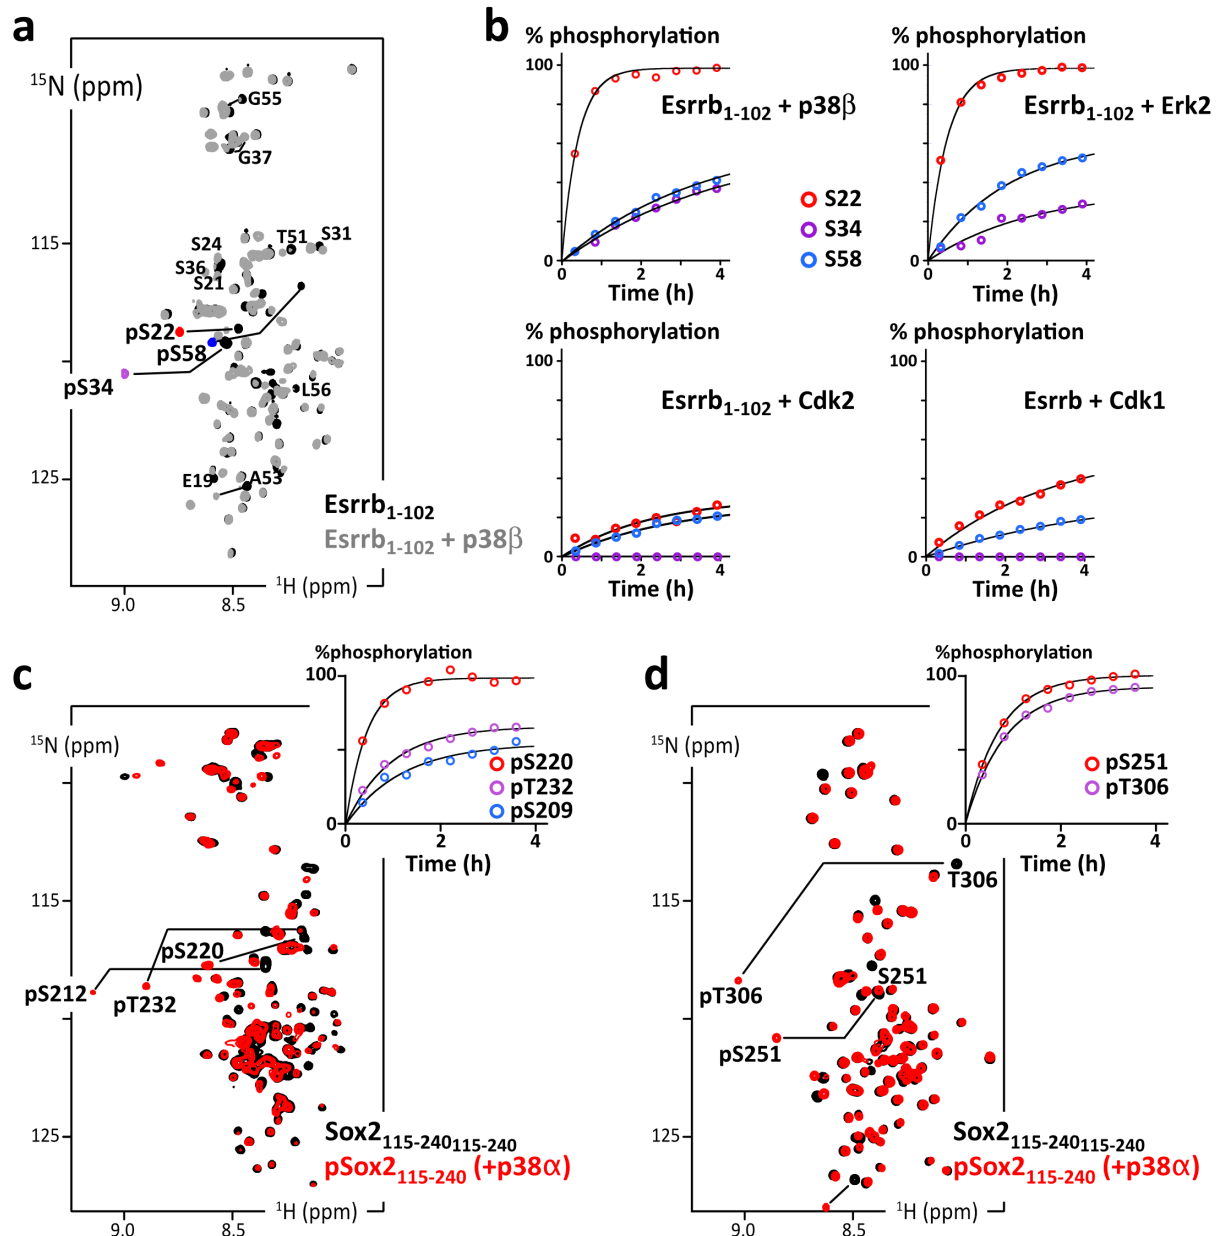 a
15N (ppm)
G55
G37
115
S24
T51
S31
S36
S21
pS22
pS58
pS34
L56
E19
A53
125
Esrrb1-102
Esrrb1-102 + p38β
1H (ppm)
9.0
8.5
b
% phosphorylation
100
Esrrb1-102 + p38β
0
0
2
4
Time (h)
S22
S34
S58
% phosphorylation
100
Esrrb1-102 + Erk2
0
0
2
4
Time (h)
% phosphorylation
100
Esrrb1-102 + Cdk2
0
0
2
4
Time (h)
% phosphorylation
100
Esrrb + Cdk1
0
0
2
4
Time (h)
c
%phosphorylation
100
pS220
pT232
pS209
0
0
2
4
Time (h)
15N (ppm)
115
pS220
pS212
pT232
125
Sox2115-240115-240
pSox2115-240 (+p38α)
1H (ppm)
9.0
8.5
d
%phosphorylation
100
pS251
pT306
0
0
2
4
Time (h)
15N (ppm)
115
T306
S251
pT306
pS251
125
Sox2115-240115-240
pSox2115-240 (+p38α)
1H (ppm)
9.0
8.5